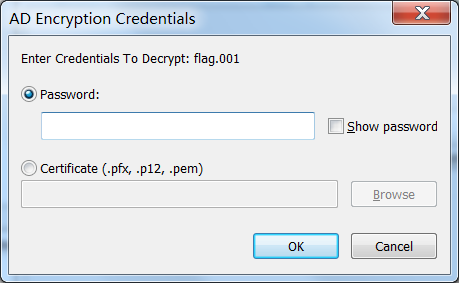 AD Encryption Credentials
Enter Credentials To Decrypt: flag.001
Password:
Show password
Certificate (.pfx, .p12, .pem)
Browse
OK Cancel